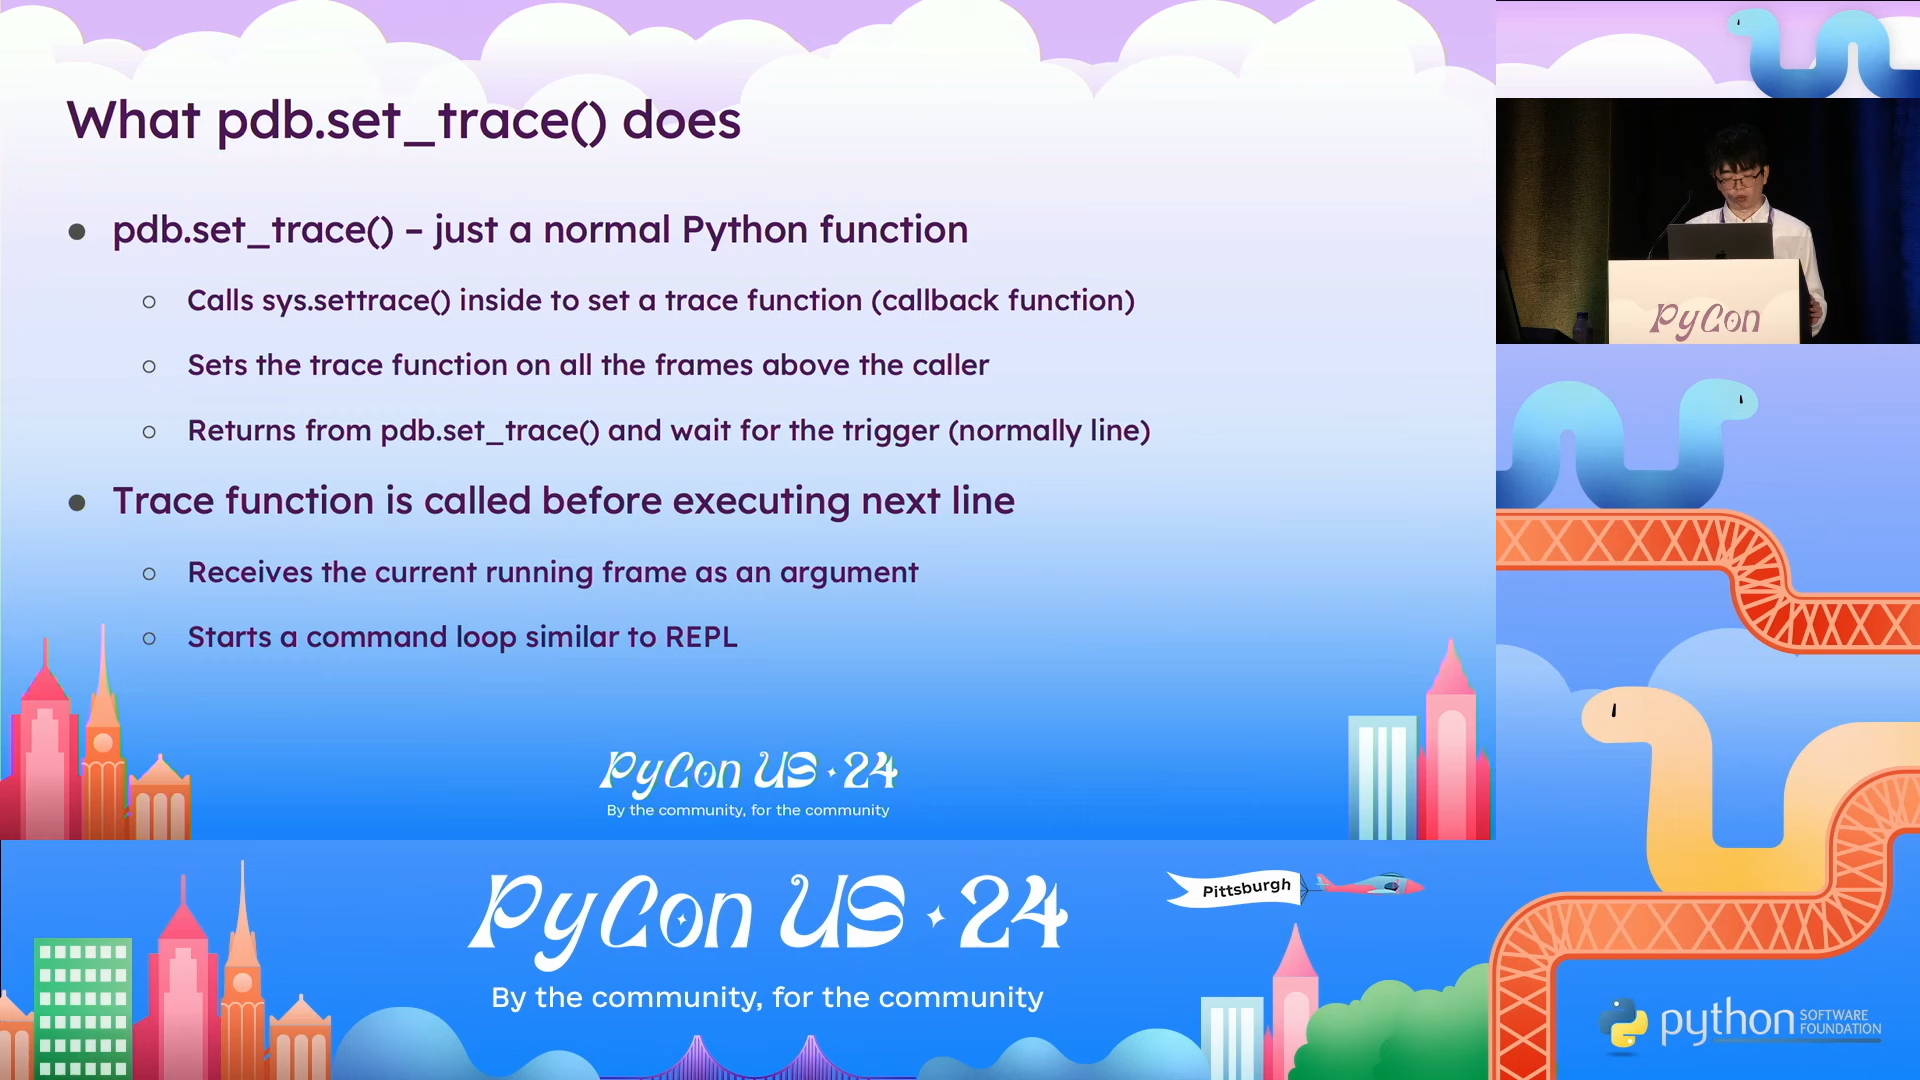 What pdb.set_trace() does
● pdb.set_trace() – just a normal Python function
○ Calls sys.settrace() inside to set a trace function (callback function)
○ Sets the trace function on all the frames above the caller
○ Returns from pdb.set_trace() and wait for the trigger (normally line)
● Trace function is called before executing next line
○ Receives the current running frame as an argument
○ Starts a command loop similar to REPL
PyCon US · 24
By the community, for the community
PyCon
PyCon US · 24
By the community, for the community
Pittsburgh
python SOFTWARE FOUNDATION